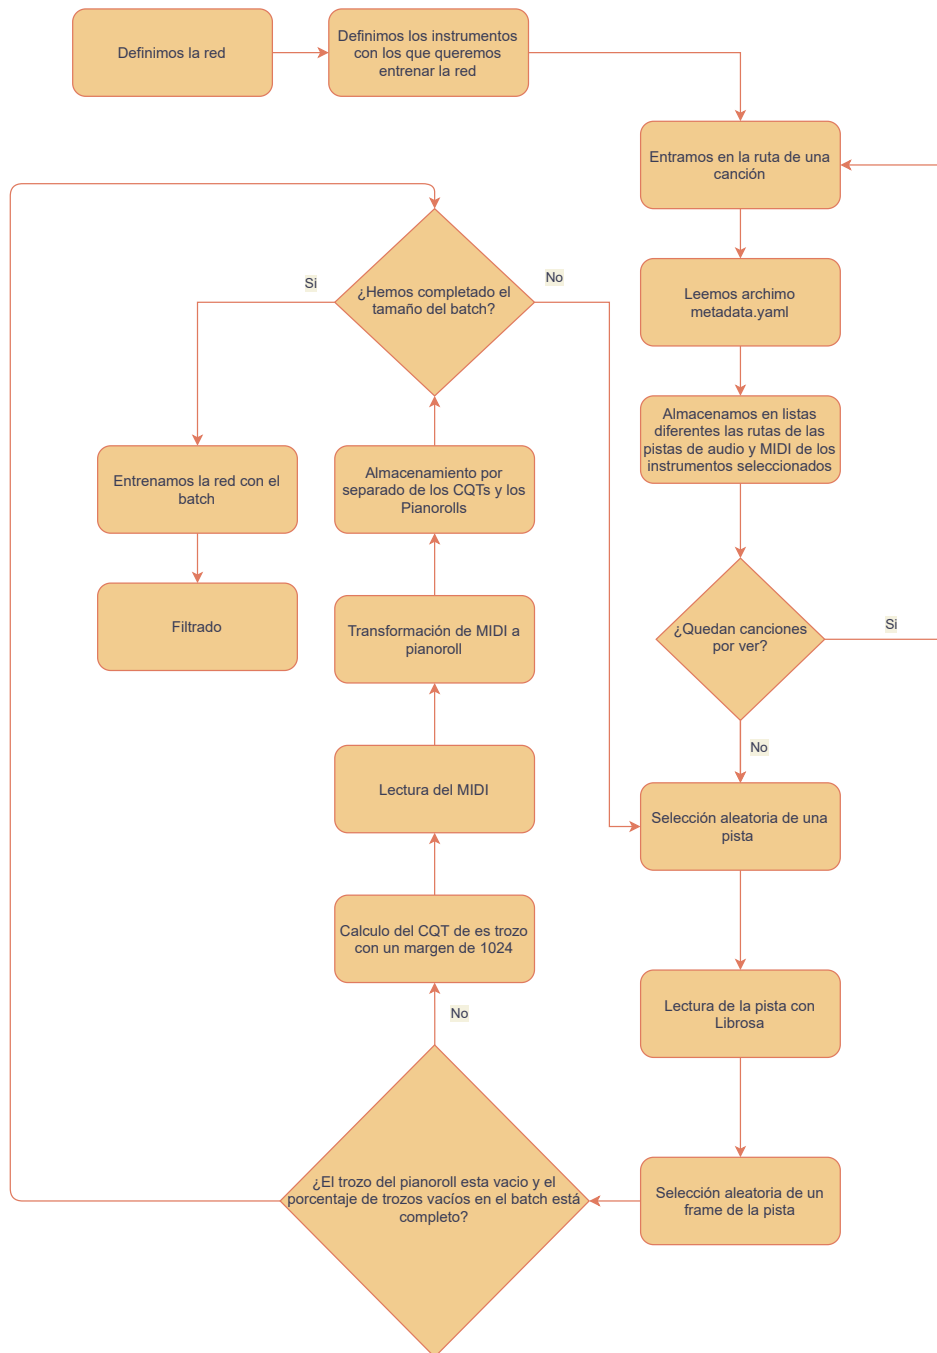 Definimos la red
Definimos los instrumentos
con los que queremos
entrenar la red
Entramos en la ruta de una
canción
Leemos archimo
metadata.yaml
Almacenamos en listas
diferentes las rutas de las
pistas de audio y MIDI de los
instrumentos seleccionados
¿Quedan canciones
por ver?
Si
No
Selección aleatoria de una
pista
Lectura de la pista con
Librosa
Selección aleatoria de un
frame de la pista
¿El trozo del pianoroll esta vacio y el
porcentaje de trozos vacíos en el batch está
completo?
No
Calculo del CQT de es trozo
con un margen de 1024
Lectura del MIDI
Transformación de MIDI a
pianoroll
Almacenamiento por
separado de los CQTs y los
Pianorolls
¿Hemos completado el
tamaño del batch?
Si
No
Entrenamos la red con el
batch
Filtrado